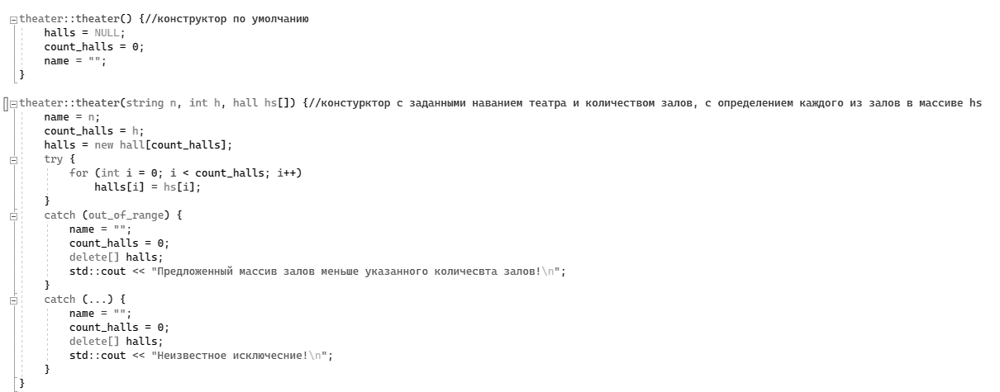 theater::theater() {//конструктор по умолчанию
halls = NULL;
count_halls = 0;
name = "";
}
theater::theater(string n, int h, hall hs[]) {//констурктор с заданными наванием театра и количеством залов, с определением каждого из залов в массиве hs
name = n;
count_halls = h;
halls = new hall[count_halls];
try {
for (int i = 0; i < count_halls; i++)
halls[i] = hs[i];
}
catch (out_of_range) {
name = "";
count_halls = 0;
delete[] halls;
std::cout << "Предложенный массив залов меньше указанного количесвта залов!\n";
}
catch (...) {
name = "";
count_halls = 0;
delete[] halls;
std::cout << "Неизвестное исключесние!\n";
}
}